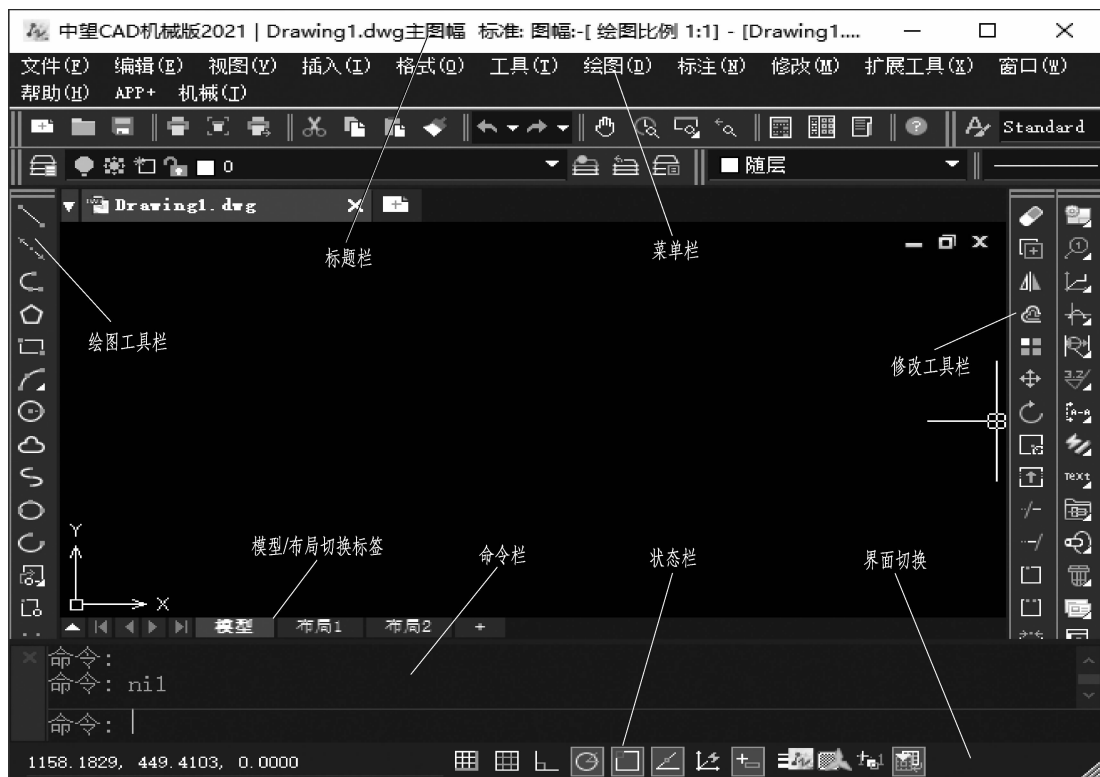 中望CAD机械版2021 | Drawing1.dwg主图幅 标准: 图幅:-[ 绘图比例 1:1] - [Drawing1....
文件(F) 编辑(E) 视图(V) 插入(I) 格式(O) 工具(T) 绘图(D) 标注(N) 修改(M) 扩展工具(X) 窗口(W)
帮助(H) APP+ 机械(I)
Standard
0 随层
Drawing1.dwg
标题栏 菜单栏
绘图工具栏
修改工具栏
3.2/
A-A
TEXT
Y
模型/布局切换标签 命令栏 状态栏 界面切换
X
模型 布局1 布局2 +
命令:
命令: nil
命令:
1158.1829, 449.4103, 0.0000